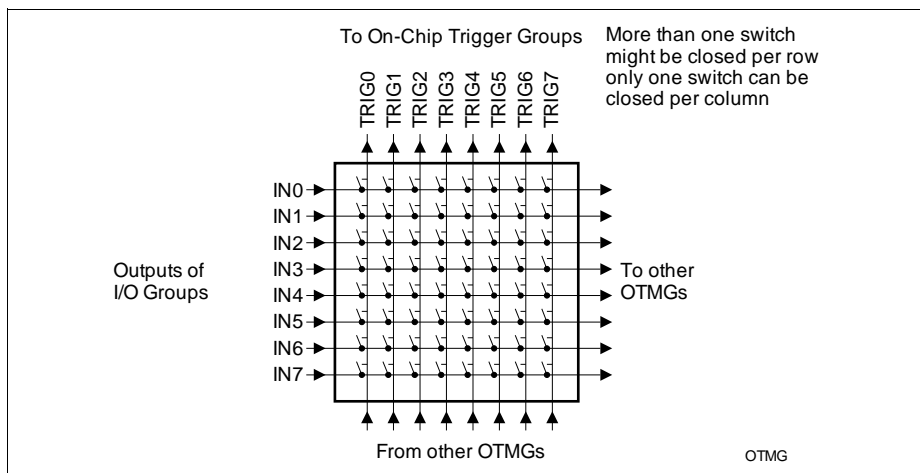 To On-Chip Trigger Groups
More than one switch
might be closed per row
only one switch can be
closed per column
TRIG0
TRIG1
TRIG2
TRIG3
TRIG4
TRIG5
TRIG6
TRIG7
IN0
IN1
IN2
IN3
IN4
IN5
IN6
IN7
Outputs of
I/O Groups
To other
OTMGs
From other OTMGs
OTMG